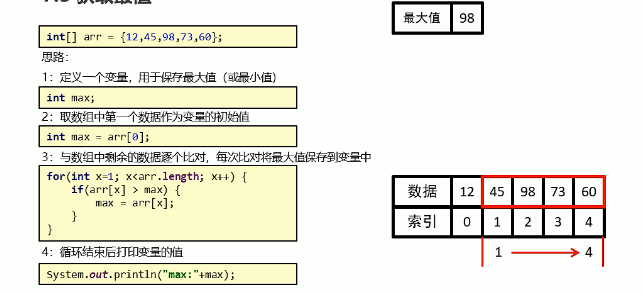 获取最值
int[] arr = {12,45,98,73,60};
思路：
1：定义一个变量，用于保存最大值（或最小值）
int max;
2：取数组中第一个数据作为变量的初始值
int max = arr[0];
3：与数组中剩余的数据逐个比对，每次比对将最大值保存到变量中
for(int x=1; x<arr.length; x++) {
if(arr[x] > max) {
max = arr[x];
}
}
4：循环结束后打印变量的值
System.out.println("max:"+max);
最大值 98
数据 12 45 98 73 60
索引 0 1 2 3 4
1 4